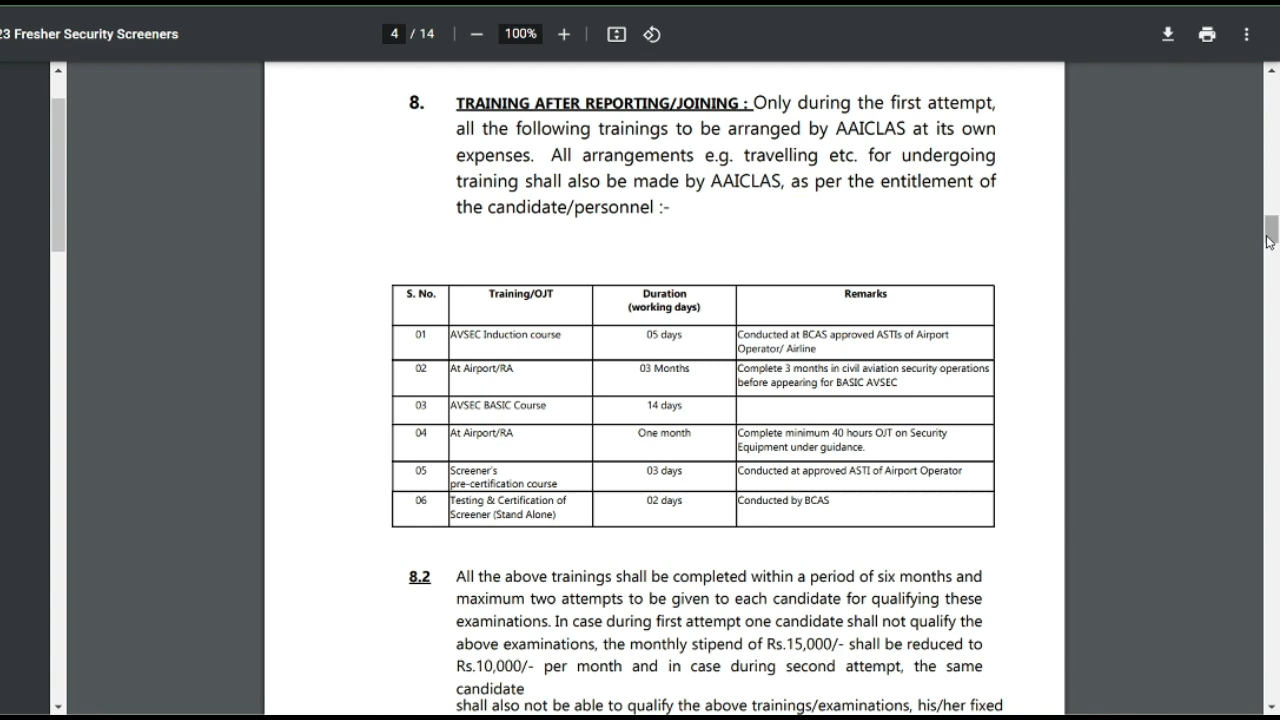 23 Fresher Security Screeners
4 / 14
100%
8. TRAINING AFTER REPORTING/JOINING : Only during the first attempt,
all the following trainings to be arranged by AAICLAS at its own
expenses. All arrangements e.g. travelling etc. for undergoing
training shall also be made by AAICLAS, as per the entitlement of
the candidate/personnel :-
S. No. Training/OJT Duration Remarks
(working days)
01 AVSEC Induction course 05 days Conducted at BCAS approved ASTIs of Airport
Operator/ Airline
02 At Airport/RA 03 Months Complete 3 months in civil aviation security operations
before appearing for BASIC AVSEC
03 AVSEC BASIC Course 14 days
04 At Airport/RA One month Complete minimum 40 hours OJT on Security
Equipment under guidance.
05 Screener's 03 days Conducted at approved ASTI of Airport Operator
pre-certification course
06 Testing & Certification of 02 days Conducted by BCAS
Screener (Stand Alone)
8.2 All the above trainings shall be completed within a period of six months and
maximum two attempts to be given to each candidate for qualifying these
examinations. In case during first attempt one candidate shall not qualify the
above examinations, the monthly stipend of Rs.15,000/- shall be reduced to
Rs.10,000/- per month and in case during second attempt, the same
candidate
shall also not be able to qualify the above trainings/examinations, his/her fixed